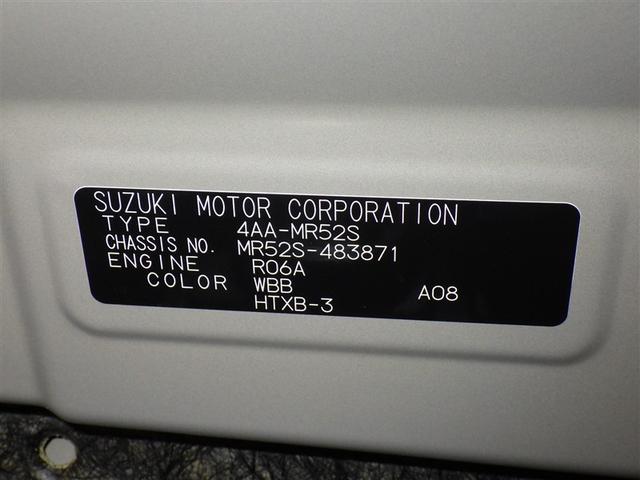 SUZUKI MOTOR CORPORATION
TYPE 4AA-MR52S
CHASSIS NO. MR52S-483871
ENGINE R06A
COLOR WBB A08
HTXB-3